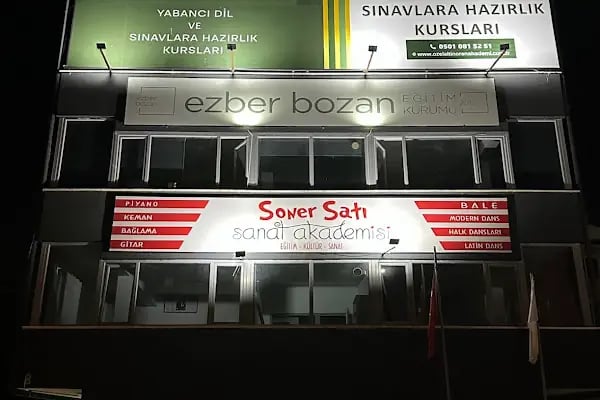 YABANCI DİL
VE
SINAVLARA HAZIRLIK
KURSLARI
SINAVLARA HAZIRLIK
KURSLARI
0501 081 52 51
ezber bozan
EĞİTİM
KURUMU
PİYANO
KEMAN
BAĞLAMA
GİTAR
SONER SATI
sanat akademisi
EĞİTİM - KÜLTÜR - SANAT
BALE
MODERN DANS
HALK DANSLARI
LATİN DANS